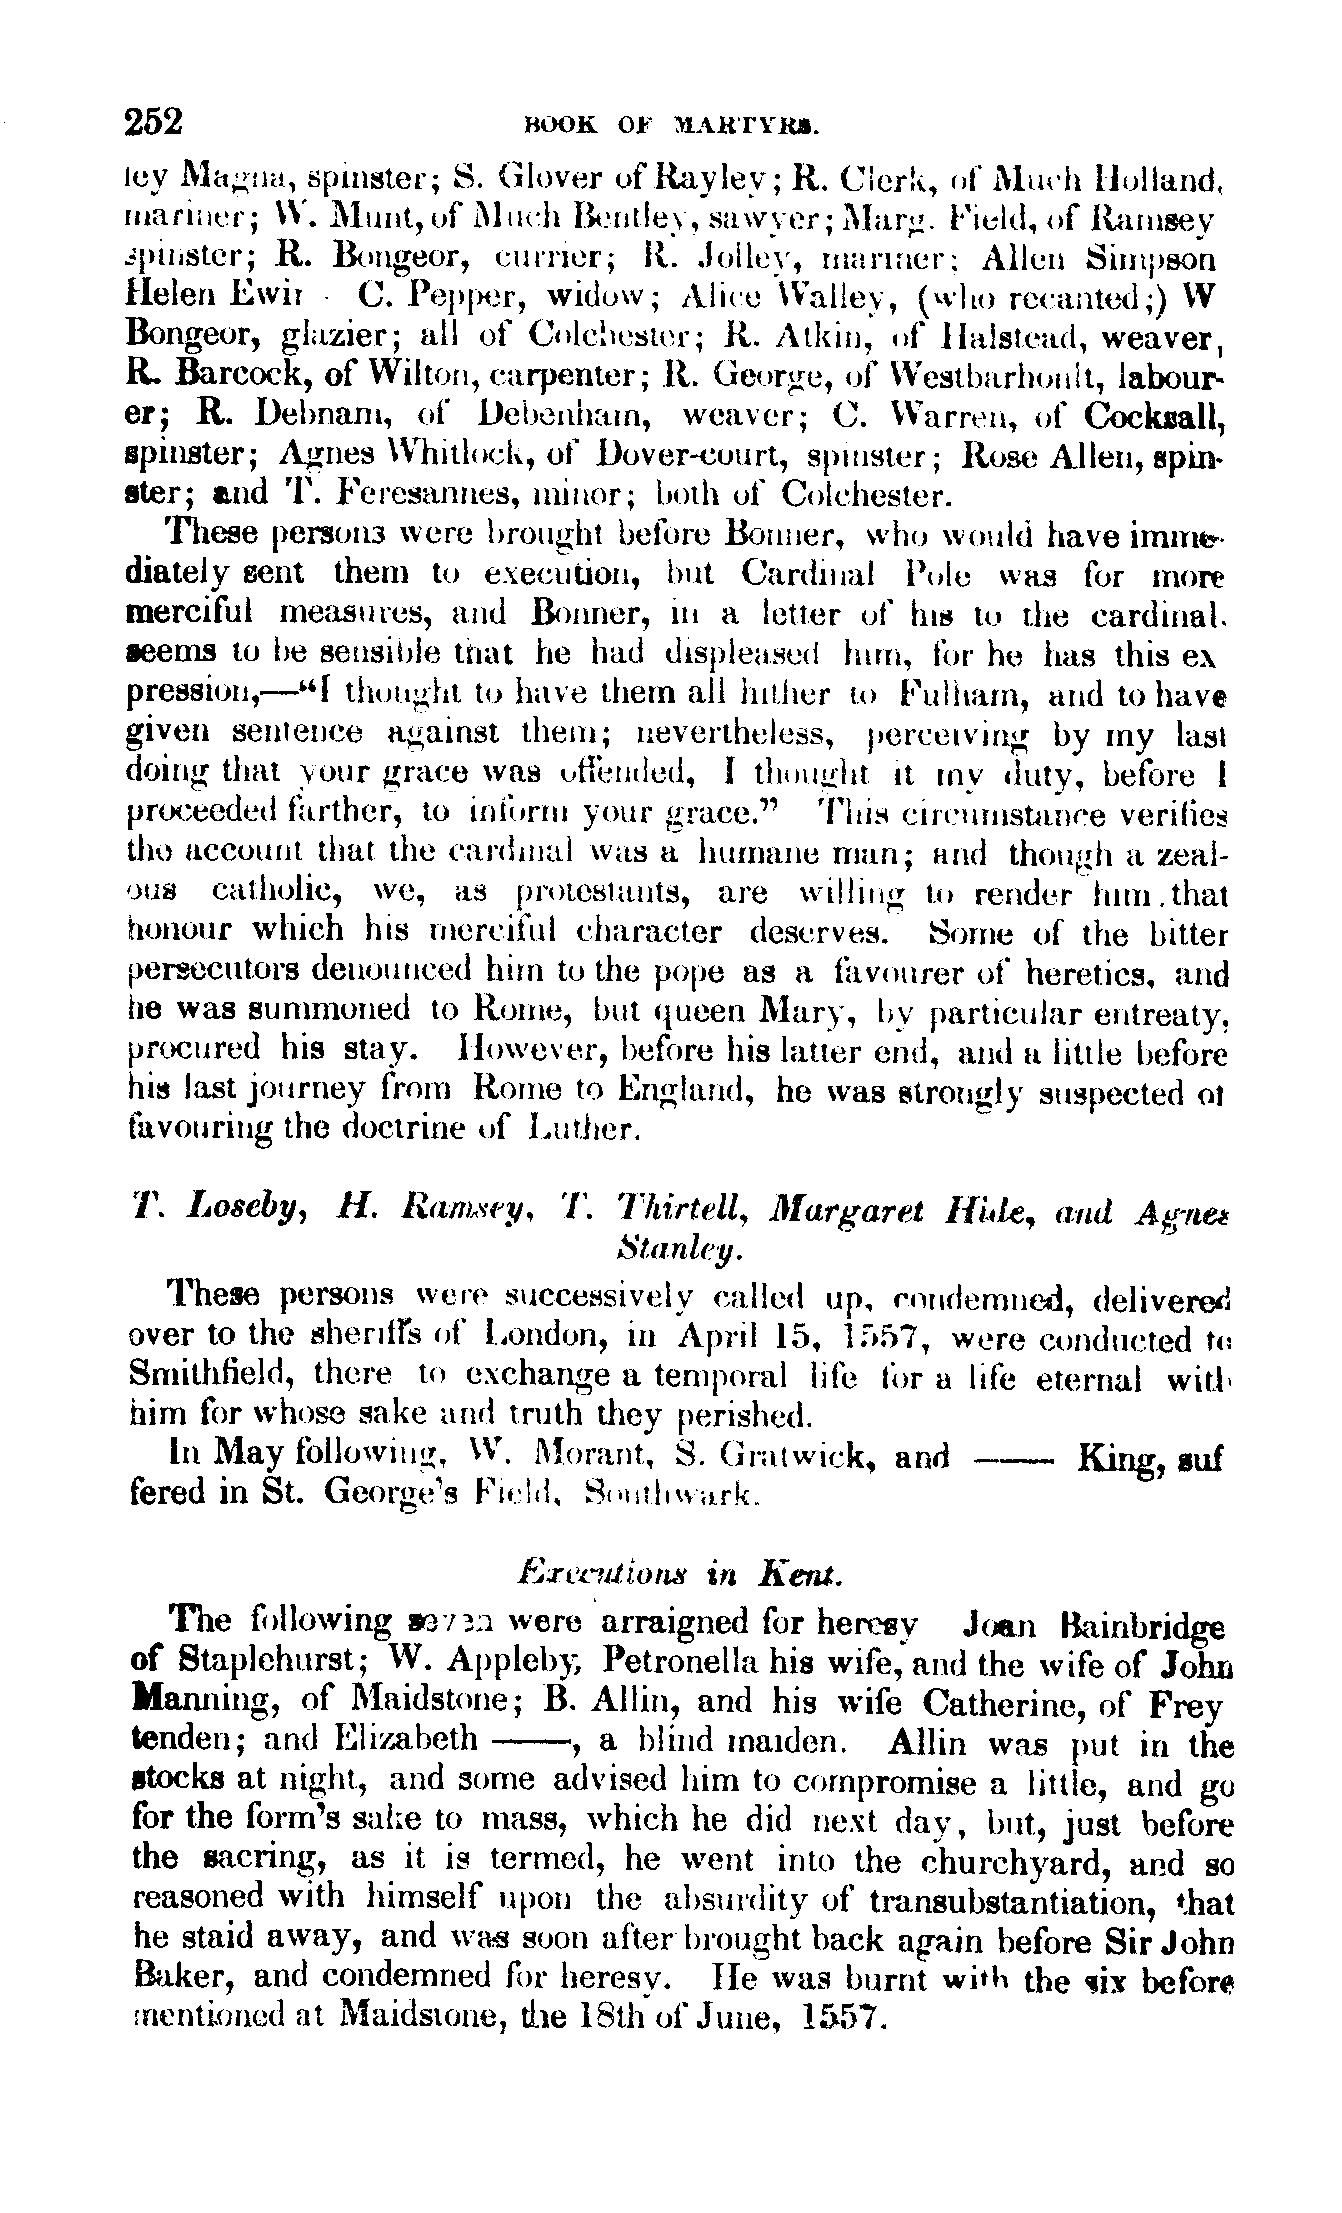 252 BOOK OF MARTYRS.
ley Magna, spinster; S. Glover of Rayley; R. Clerk, of Much Holland,
mariner; W. Munt, of Much Bentley, sawyer; Marg. Field, of Ramsey
spinster; R. Bongeor, currier; R. Jolley, mariner; Allen Simpson
Helen Ewir C. Pepper, widow; Alice Walley, (who recanted;) W
Bongeor, glazier; all of Colchester; R. Atkin, of Halstead, weaver,
R. Barcock, of Wilton, carpenter; R. George, of Westbarhonlt, labour-
er; R. Debnam, of Debenham, weaver; C. Warren, of Cocksall,
spinster; Agnes Whitlock, of Dover-court, spinster; Rose Allen, spin-
ster; and T. Feresannes, minor; both of Colchester.
These persons were brought before Bonner, who would have imme-
diately sent them to execution, but Cardinal Pole was for more
merciful measures, and Bonner, in a letter of his to the cardinal.
seems to be sensible that he had displeased him, for he has this ex
pression,—"I thought to have them all hither to Fulham, and to have
given sentence against them; nevertheless, perceiving by my last
doing that your grace was offended, I thought it my duty, before I
proceeded farther, to inform your grace." This circumstance verifies
the account that the cardinal was a humane man; and though a zeal-
ous catholic, we, as protestants, are willing to render him that
honour which his merciful character deserves. Some of the bitter
persecutors denounced him to the pope as a favourer of heretics, and
he was summoned to Rome, but queen Mary, by particular entreaty,
procured his stay. However, before his latter end, and a little before
his last journey from Rome to England, he was strongly suspected of
favouring the doctrine of Luther.
T. Loseby, H. Ramsey, T. Thirtell, Margaret Hide, and Agnes
Stanley.
These persons were successively called up, condemned, delivered
over to the sheriffs of London, in April 15, 1557, were conducted to
Smithfield, there to exchange a temporal life for a life eternal with
him for whose sake and truth they perished.
In May following, W. Morant, S. Gratwick, and —— King, suf
fered in St. George's Field, Southwark.
Executions in Kent.
The following seven were arraigned for heresy Joan Bainbridge
of Staplehurst; W. Appleby, Petronella his wife, and the wife of John
Manning, of Maidstone; B. Allin, and his wife Catherine, of Frey
tenden; and Elizabeth ——, a blind maiden. Allin was put in the
stocks at night, and some advised him to compromise a little, and go
for the form's sake to mass, which he did next day, but, just before
the sacring, as it is termed, he went into the churchyard, and so
reasoned with himself upon the absurdity of transubstantiation, that
he staid away, and was soon after brought back again before Sir John
Baker, and condemned for heresy. He was burnt with the six before
mentioned at Maidstone, the 18th of June, 1557.